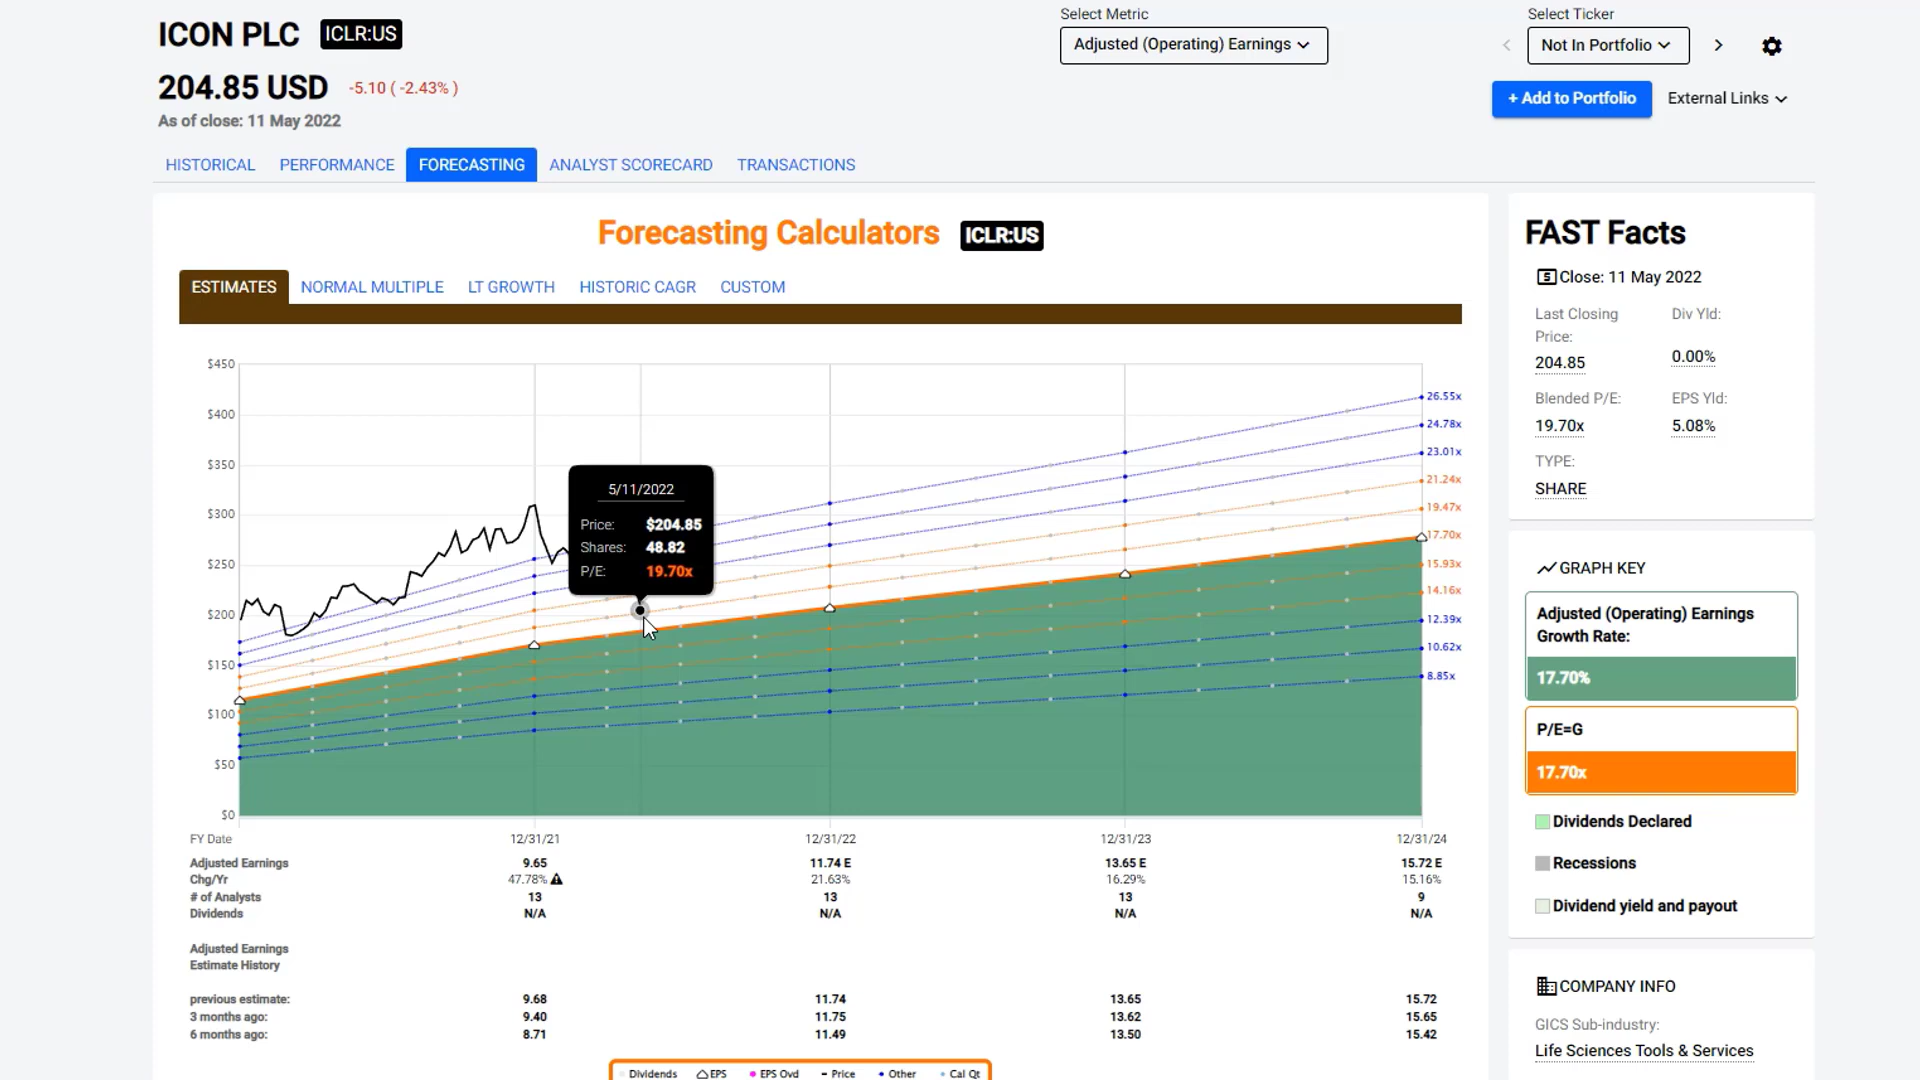 ICON PLC ICLR:US
204.85 USD -5.10 ( -2.43% )
As of close: 11 May 2022
Select Metric
Adjusted (Operating) Earnings
Select Ticker
Not In Portfolio
+ Add to Portfolio
External Links
HISTORICAL PERFORMANCE FORECASTING ANALYST SCORECARD TRANSACTIONS
Forecasting Calculators ICLR:US
ESTIMATES NORMAL MULTIPLE LT GROWTH HISTORIC CAGR CUSTOM
$450
$400
$350
$300
$250
$200
$150
$100
$50
$0
5/11/2022
Price: $204.85
Shares: 48.82
P/E: 19.70x
26.55x
24.78x
23.01x
21.24x
19.47x
17.70x
15.93x
14.16x
12.39x
10.62x
8.85x
FY Date 12/31/21 12/31/22 12/31/23 12/31/24
Adjusted Earnings 9.65 11.74 E 13.65 E 15.72 E
Chg/Yr 47.78% 21.63% 16.29% 15.16%
# of Analysts 13 13 13 9
Dividends N/A N/A N/A N/A
Adjusted Earnings
Estimate History
previous estimate: 9.68 11.74 13.65 15.72
3 months ago: 9.40 11.75 13.62 15.65
6 months ago: 8.71 11.49 13.50 15.42
Dividends EPS EPS Ovd Price Other Cal Qt
FAST Facts
Close: 11 May 2022
Last Closing Price:
204.85
Div Yld:
0.00%
Blended P/E:
19.70x
EPS Yld:
5.08%
TYPE:
SHARE
GRAPH KEY
Adjusted (Operating) Earnings
Growth Rate:
17.70%
P/E=G
17.70x
Dividends Declared
Recessions
Dividend yield and payout
COMPANY INFO
GICS Sub-industry:
Life Sciences Tools & Services